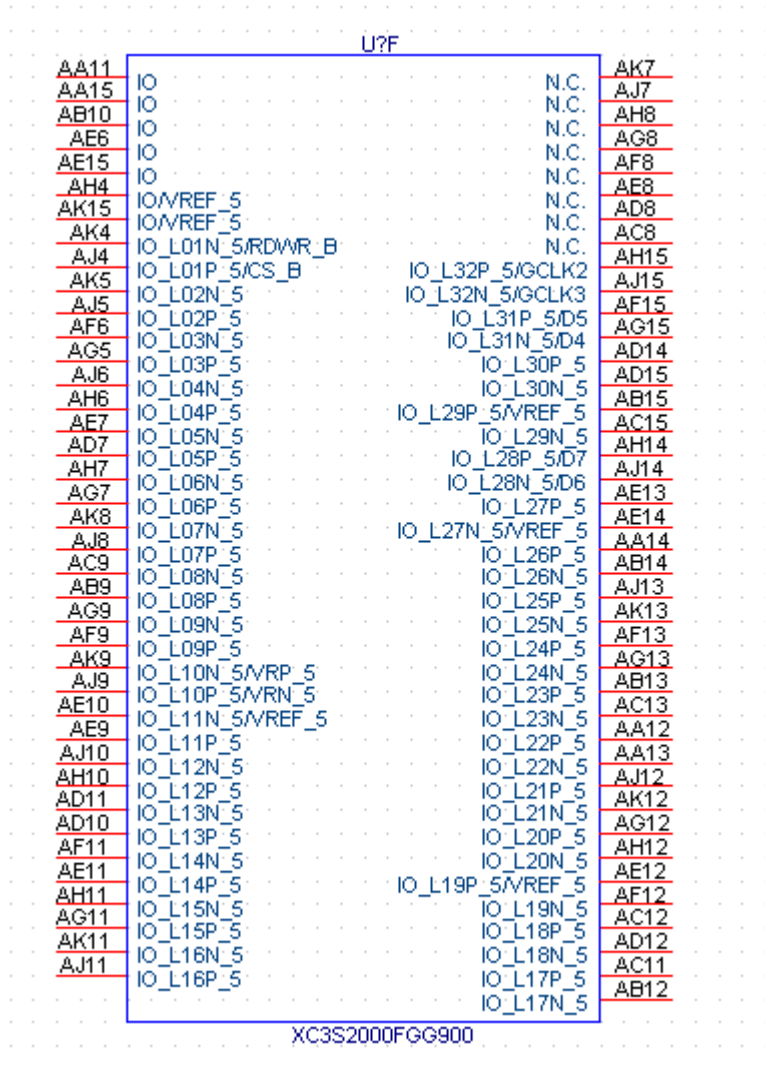 U?F
AA11 IO N.C. AK7
AA15 IO N.C. AJ7
AB10 IO N.C. AH8
AE6 IO N.C. AG8
AE15 IO N.C. AF8
AH4 IO/VREF_5 N.C. AE8
AK15 IO/VREF_5 N.C. AD8
AK4 IO_L01N_5/RDWR_B N.C. AC8
AJ4 IO_L01P_5/CS_B IO_L32P_5/GCLK2 AH15
AK5 IO_L02N_5 IO_L32N_5/GCLK3 AJ15
AJ5 IO_L02P_5 IO_L31P_5/D5 AF15
AF6 IO_L03N_5 IO_L31N_5/D4 AG15
AG5 IO_L03P_5 IO_L30P_5 AD14
AJ6 IO_L04N_5 IO_L30N_5 AD15
AH6 IO_L04P_5 IO_L29P_5/VREF_5 AB15
AE7 IO_L05N_5 IO_L29N_5 AC15
AD7 IO_L05P_5 IO_L28P_5/D7 AH14
AH7 IO_L06N_5 IO_L28N_5/D6 AJ14
AG7 IO_L06P_5 IO_L27P_5 AE13
AK8 IO_L07N_5 IO_L27N_5/VREF_5 AE14
AJ8 IO_L07P_5 IO_L26P_5 AA14
AC9 IO_L08N_5 IO_L26N_5 AB14
AB9 IO_L08P_5 IO_L25P_5 AJ13
AG9 IO_L09N_5 IO_L25N_5 AK13
AF9 IO_L09P_5 IO_L24P_5 AF13
AK9 IO_L10N_5/VRP_5 IO_L24N_5 AG13
AJ9 IO_L10P_5/VRN_5 IO_L23P_5 AB13
AE10 IO_L11N_5/VREF_5 IO_L23N_5 AC13
AE9 IO_L11P_5 IO_L22P_5 AA12
AJ10 IO_L12N_5 IO_L22N_5 AA13
AH10 IO_L12P_5 IO_L21P_5 AJ12
AD11 IO_L13N_5 IO_L21N_5 AK12
AD10 IO_L13P_5 IO_L20P_5 AG12
AF11 IO_L14N_5 IO_L20N_5 AH12
AE11 IO_L14P_5 IO_L19P_5/VREF_5 AE12
AH11 IO_L15N_5 IO_L19N_5 AF12
AG11 IO_L15P_5 IO_L18P_5 AC12
AK11 IO_L16N_5 IO_L18N_5 AD12
AJ11 IO_L16P_5 IO_L17P_5 AC11
IO_L17N_5 AB12
XC3S2000FGG900